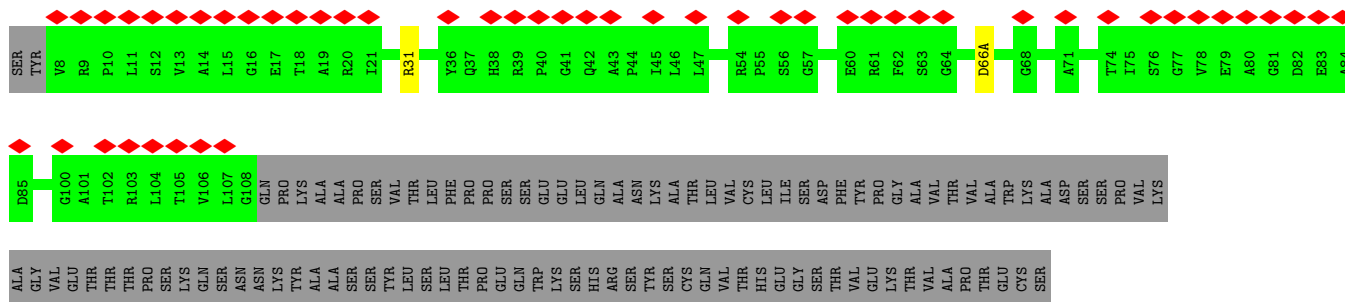 SER TYR V8 R9 P10 L11 S12 V13 A14 L15 G16 E17 T18 A19 R20 I21 R31 Y36 Q37 H38 R39 P40 G41 Q42 A43 P44 I45 L46 L47 R54 P55 S56 G57 E60 R61 F62 S63 G64 D66A G68 A71 T74 I75 S76 G77 V78 E79 A80 G81 D82 E83 A84
D85 G100 A101 T102 R103 L104 T105 V106 L107 G108 GLN PRO LYS ALA ALA PRO SER VAL THR LEU PHE PRO PRO SER SER GLU GLU LEU GLN ALA ASN LYS ALA THR LEU VAL CYS LEU ILE SER ASP PHE TYR PRO GLY ALA VAL THR VAL ALA TRP LYS ALA ASP SER SER PRO VAL LYS
ALA GLY VAL GLU THR THR THR PRO SER LYS GLN SER ASN ASN LYS TYR ALA ALA SER SER TYR LEU SER LEU THR PRO GLU GLN TRP LYS SER HIS ARG SER TYR SER CYS GLN VAL THR HIS GLU GLY SER THR VAL GLU LYS THR VAL ALA PRO THR GLU CYS SER